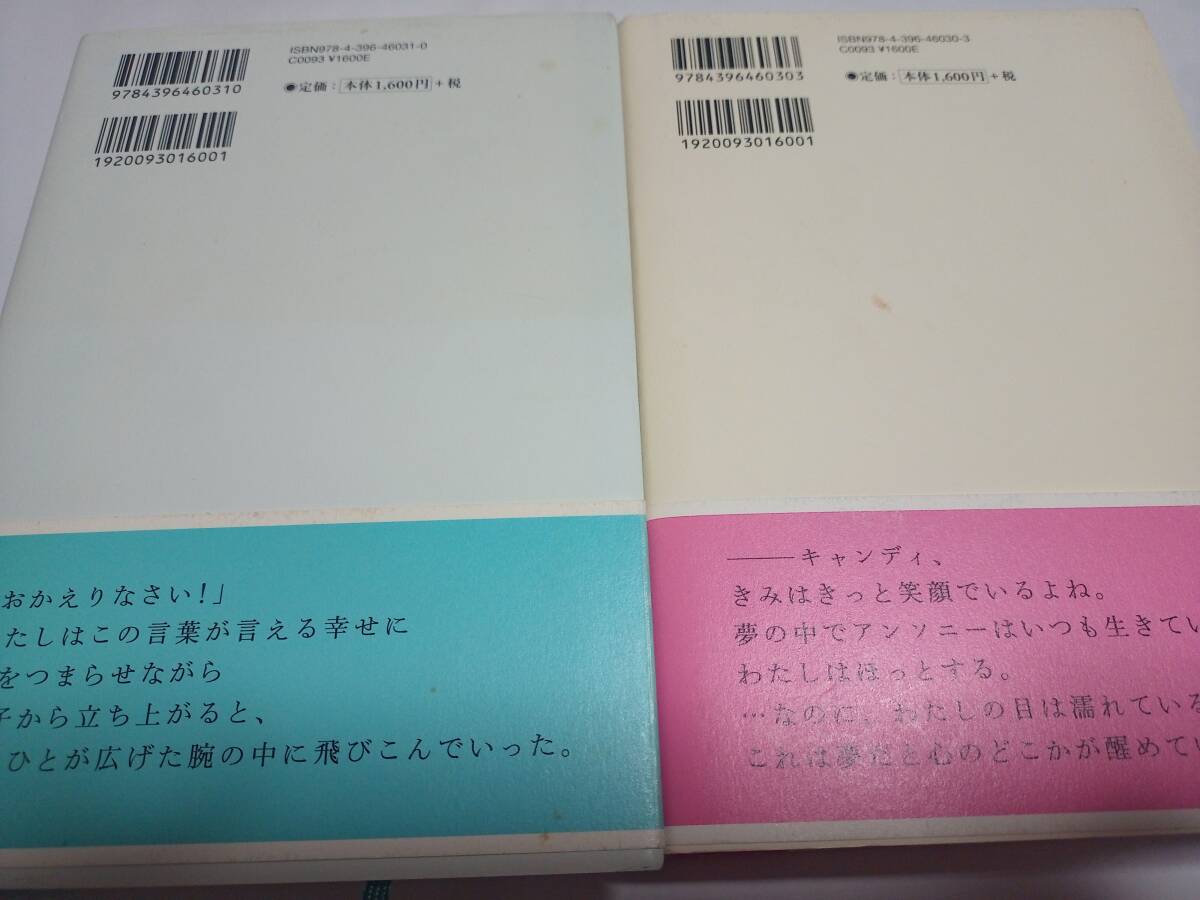 ISBN978-4-396-46031-0
C0093 ¥1600E
9784396460310
●定価：本体1,600円+税
1920093016001
おかえりなさい！」
たしはこの言葉が言える幸せに
をつまらせながら
子から立ち上がると、
ひとが広げた腕の中に飛びこんでいった。
ISBN978-4-396-46030-3
C0093 ¥1600E
9784396460303
●定価：本体1,600円+税
1920093016001
――キャンディ、
きみはきっと笑顔でいるよね。
夢の中でアンソニーはいつも生きてい
わたしはほっとする。
…なのに、わたしの目は濡れている
これは夢だと心のどこかが醒めてい